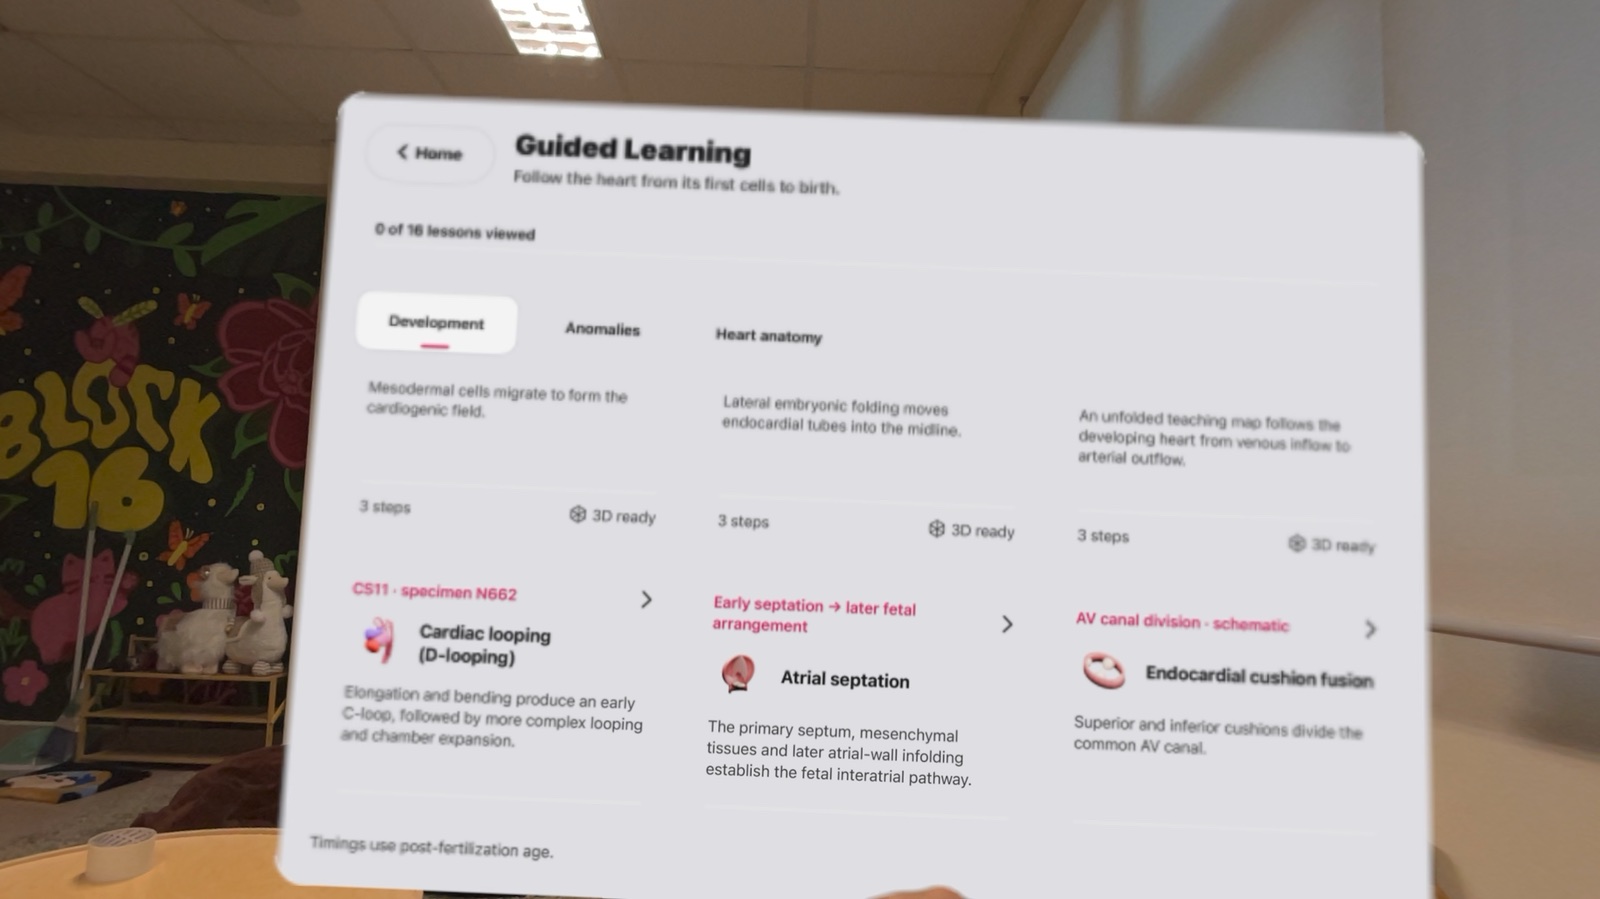 Home
Guided Learning
Follow the heart from its first cells to birth.
0 of 16 lessons viewed
Development
Anomalies
Heart anatomy
Mesodermal cells migrate to form the
cardiogenic field.
Lateral embryonic folding moves
endocardial tubes into the midline.
An unfolded teaching map follows the
developing heart from venous inflow to
arterial outflow.
3 steps
3D ready
3 steps
3D ready
3 steps
3D ready
CS11 · specimen N662
Cardiac looping
(D-looping)
Elongation and bending produce an early
C-loop, followed by more complex looping
and chamber expansion.
Early septation → later fetal
arrangement
Atrial septation
The primary septum, mesenchymal
tissues and later atrial-wall infolding
establish the fetal interatrial pathway.
AV canal division · schematic
Endocardial cushion fusion
Superior and inferior cushions divide the
common AV canal.
Timings use post-fertilization age.
BLOCK
16